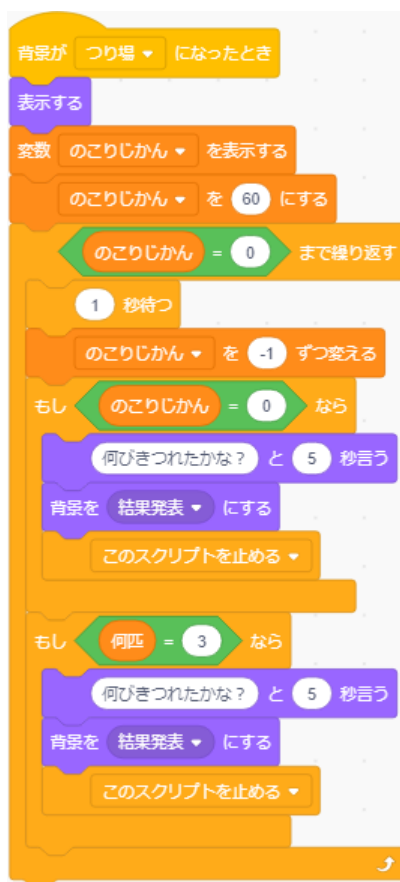 背景が つり場 になったとき
表示する
変数 のこりじかん を表示する
のこりじかん を 60 にする
のこりじかん = 0 まで繰り返す
1 秒待つ
のこりじかん を -1 ずつ変える
もし のこりじかん = 0 なら
何びきつれたかな？ と 5 秒言う
背景を 結果発表 にする
このスクリプトを止める
もし 何匹 = 3 なら
何びきつれたかな？ と 5 秒言う
背景を 結果発表 にする
このスクリプトを止める